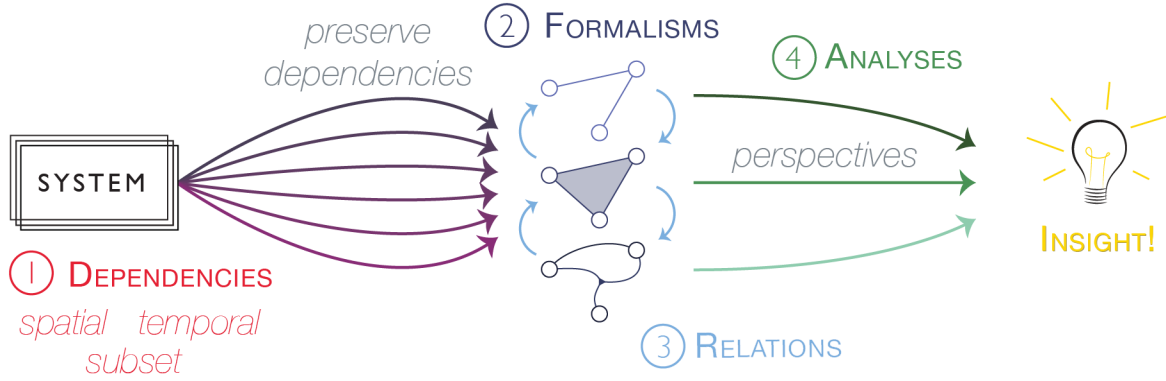 preserve
dependencies
② FORMALISMS
④ ANALYSES
SYSTEM
perspectives
INSIGHT!
① DEPENDENCIES
spatial temporal
subset
③ RELATIONS